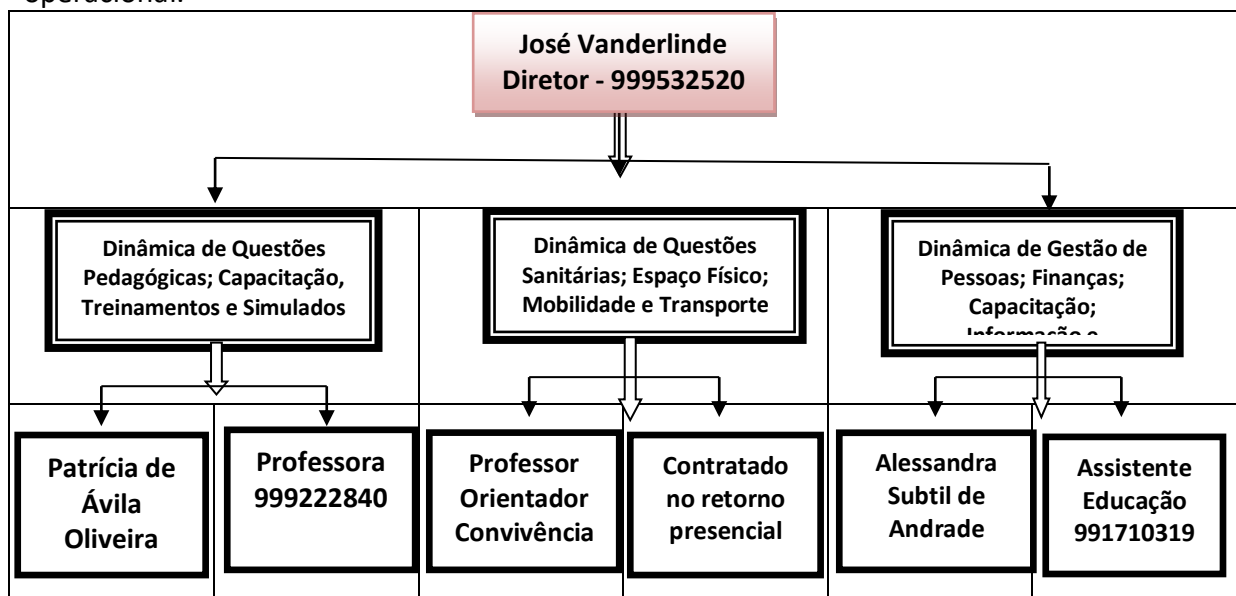 operacional.
José Vanderlinde
Diretor - 999532520
Dinâmica de Questões
Pedagógicas; Capacitação,
Treinamentos e Simulados
Dinâmica de Questões
Sanitárias; Espaço Físico;
Mobilidade e Transporte
Dinâmica de Gestão de
Pessoas; Finanças;
Capacitação;
Informação e
Patrícia de
Ávila
Oliveira
Professora
999222840
Professor
Orientador
Convivência
Contratado
no retorno
presencial
Alessandra
Subtil de
Andrade
Assistente
Educação
991710319